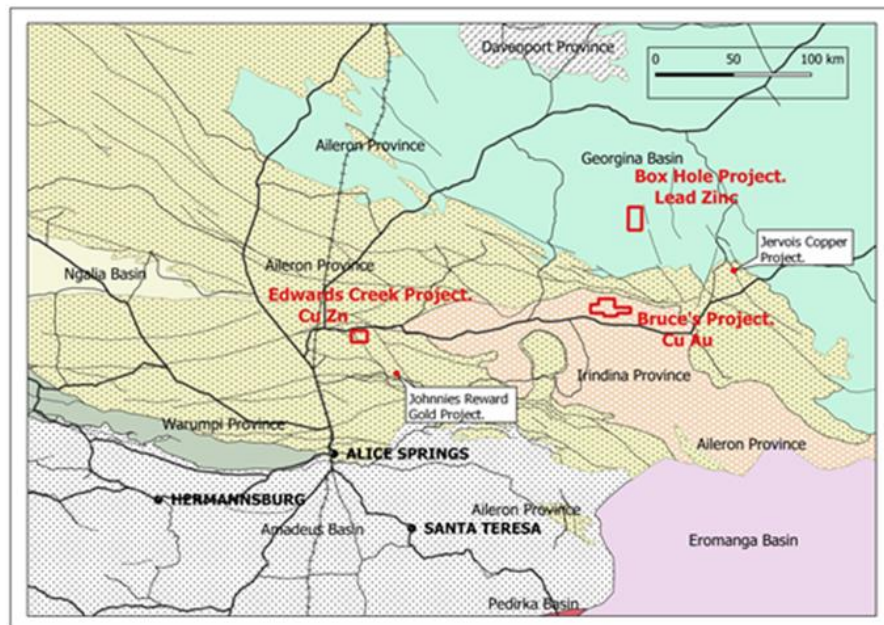 Davenport Province
0 50 100 km
Aileron Province
Georgina Basin
Box Hole Project.
Lead Zinc
Jervois Copper
Project.
Ngalia Basin
Aileron Province
Edwards Creek Project.
Cu Zn
Bruce's Project.
Cu Au
Irindina Province
Johnnies Reward
Gold Project.
Warumpi Province
Aileron Province
ALICE SPRINGS
HERMANNSBURG
Aileron Province
Amadeus Basin
SANTA TERESA
Eromanga Basin
Pedirka Basin